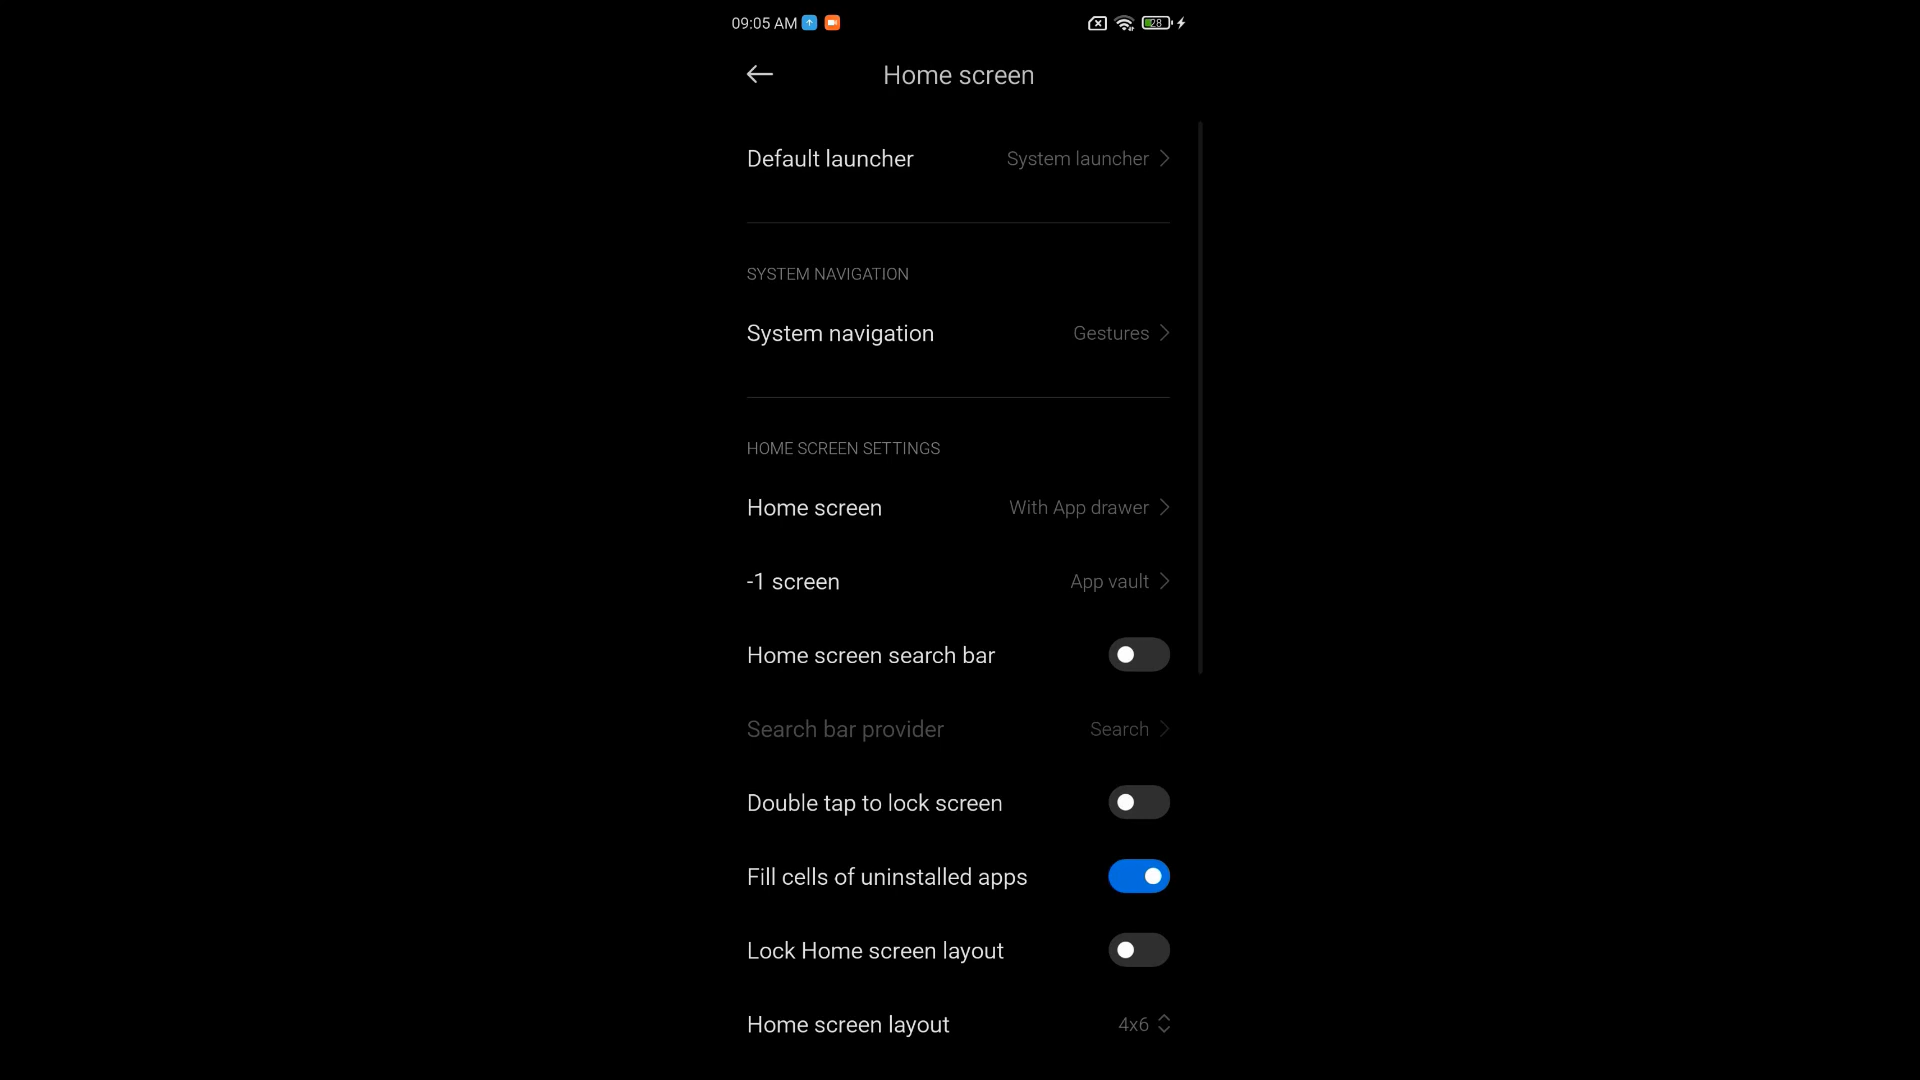 09:05 AM
28
Home screen
Default launcher System launcher
SYSTEM NAVIGATION
System navigation Gestures
HOME SCREEN SETTINGS
Home screen With App drawer
-1 screen App vault
Home screen search bar
Search bar provider Search
Double tap to lock screen
Fill cells of uninstalled apps
Lock Home screen layout
Home screen layout 4x6